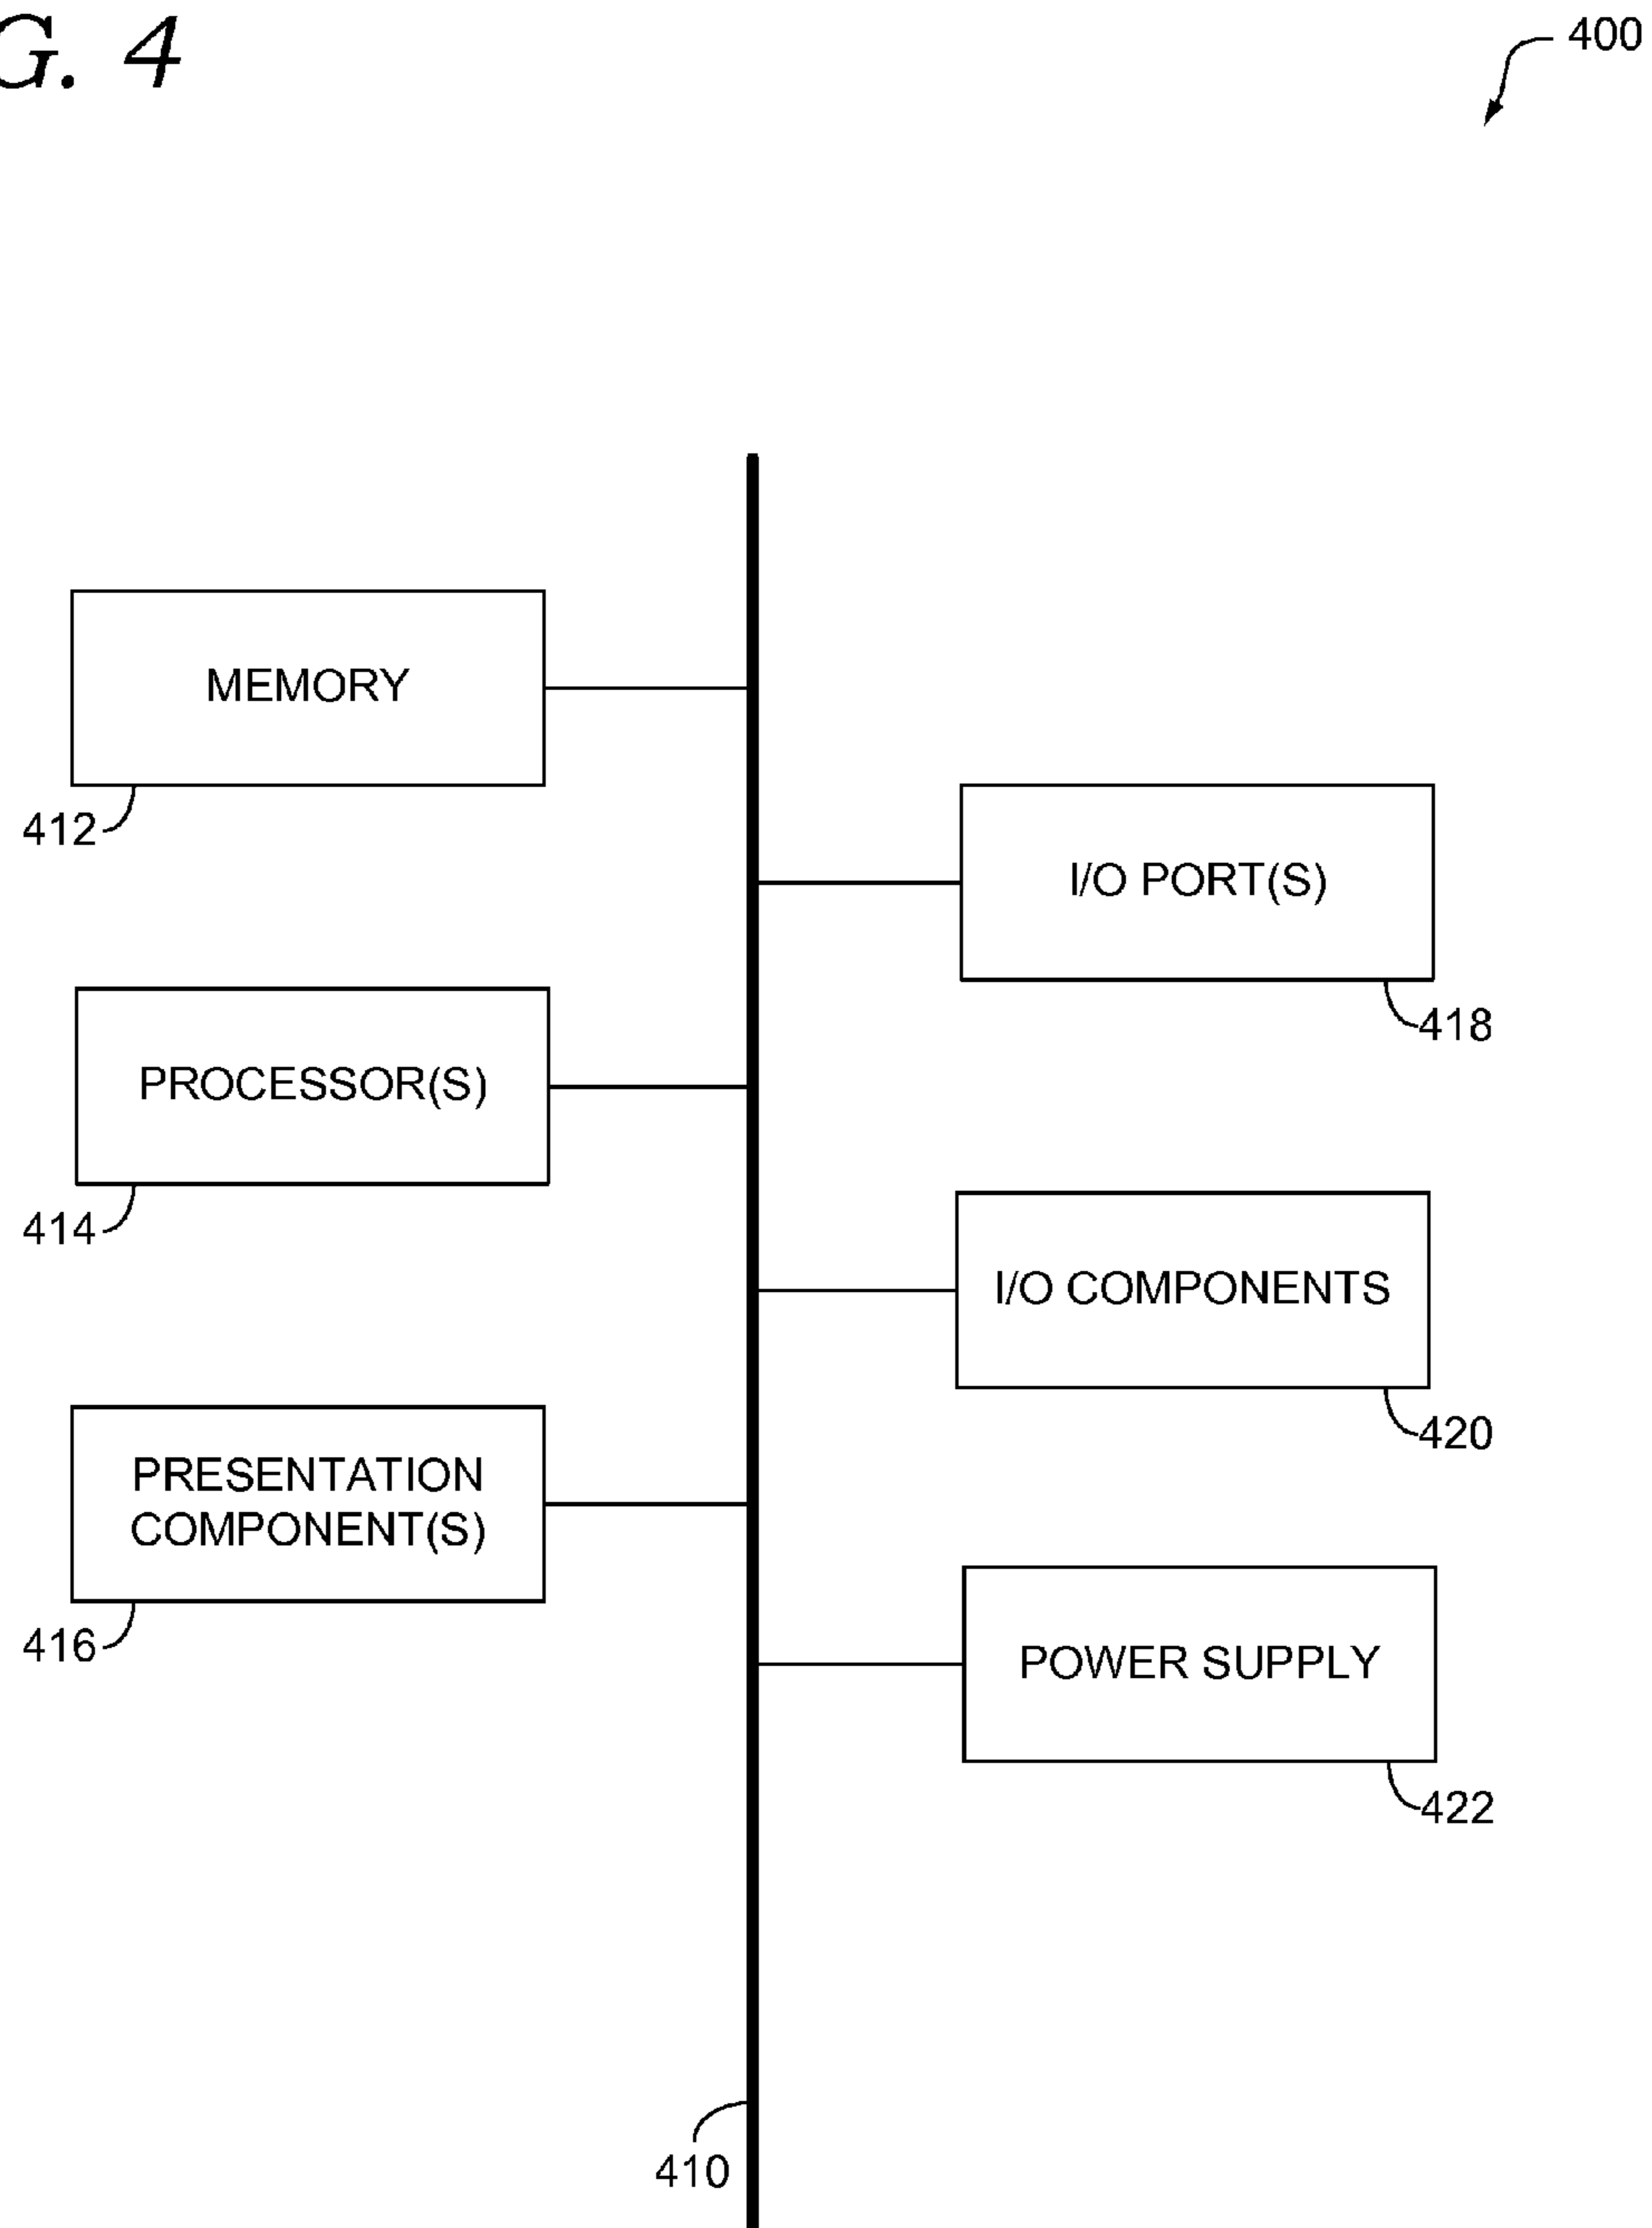 G. 4
400
MEMORY
412
I/O PORT(S)
418
PROCESSOR(S)
414
I/O COMPONENTS
420
PRESENTATION
COMPONENT(S)
416
POWER SUPPLY
422
410